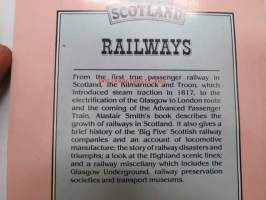 SCOTLAND
RAILWAYS
From the first true passenger railway in
Scotland, the Kilmarnock and Troon, which
introduced steam traction in 1817, to the
electrification of the Glasgow to London route
and the coming of the Advanced Passenger
Train, Alastair Smith's book describes the
growth of railways in Scotland. It also gives a
brief history of the 'Big Five' Scottish railway
companies and an account of locomotive
manufacture; the story of railway disasters and
triumphs; a look at the Highland scenic lines;
and a railway miscellany which includes the
Glasgow Underground, railway preservation
societies and transport museums.